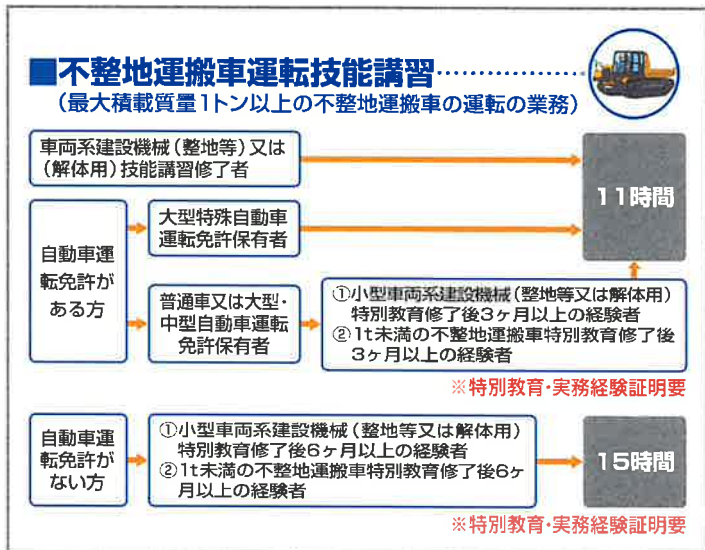 ■不整地運搬車運転技能講習
(最大積載質量1トン以上の不整地運搬車の運転の業務)
車両系建設機械(整地等)又は
(解体用)技能講習修了者
11時間
自動車運
転免許が
ある方
大型特殊自動車
運転免許保有者
普通車又は大型・
中型自動車運転
免許保有者
①小型車両系建設機械(整地等又は解体用)
特別教育修了後3ヶ月以上の経験者
②1t未満の不整地運搬車特別教育修了後
3ヶ月以上の経験者
※特別教育・実務経験証明要
自動車運
転免許が
ない方
①小型車両系建設機械(整地等又は解体用)
特別教育修了後6ヶ月以上の経験者
②1t未満の不整地運搬車特別教育修了後6ヶ
月以上の経験者
15時間
※特別教育・実務経験証明要